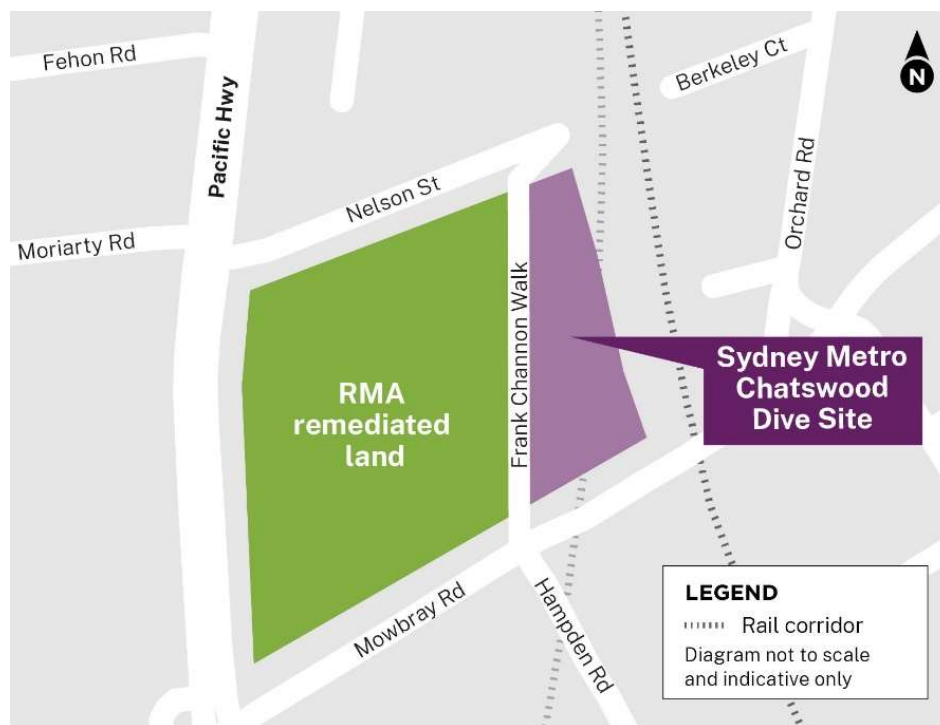 Fehon Rd
Pacific Hwy
Berkeley Ct
N
Nelson St
Orchard Rd
Moriarty Rd
Frank Channon Walk
RMA
remediated
land
Sydney Metro
Chatswood
Dive Site
Mowbray Rd
Hampden Rd
LEGEND
Rail corridor
Diagram not to scale
and indicative only